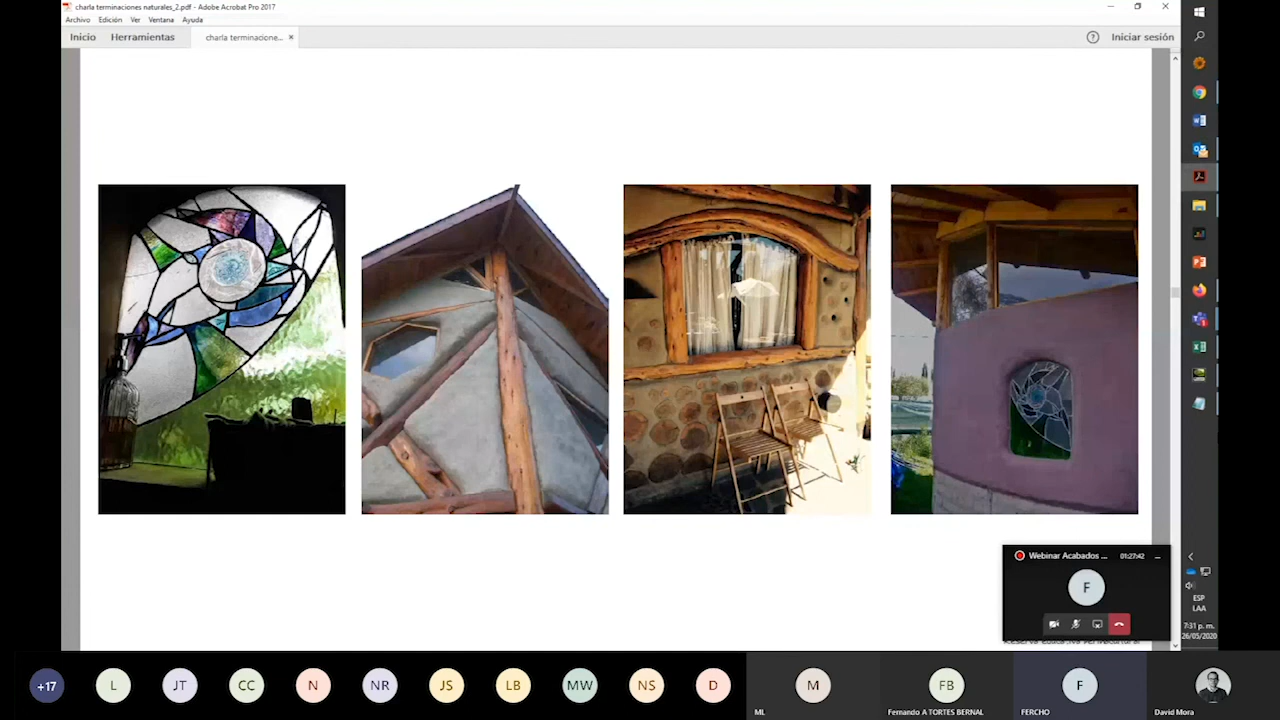 charla terminaciones naturales_2.pdf - Adobe Acrobat Pro 2017
Archivo Edición Ver Ventana Ayuda
Inicio Herramientas charla terminacione... × ? Iniciar sesión
Webinar Acabados ... 01:27:42
F
ESP
LAA
7:31 p. m.
26/05/2020
+17 L JT CC N NR JS LB MW NS D M FB F
ML Fernando A TORTES BERNAL FERCHO David Mora